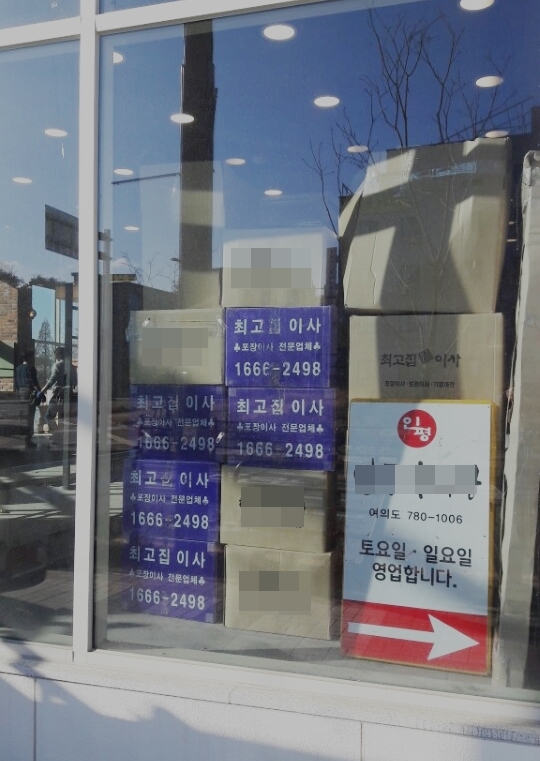 최고집 이사
♣포장이사 전문업체♣
1666-2498
최고집 이사
1666-2498
최고집 이사
♣포장이사 전문업체♣
1666-2498
최고집 이사
♣포장이사 전문업체♣
1666-2498
최고집 이사
♣포장이사 전문업체♣
1666-2498
최고집 이사
포장이사
평
여의도 780-1006
토요일·일요일
영업합니다.